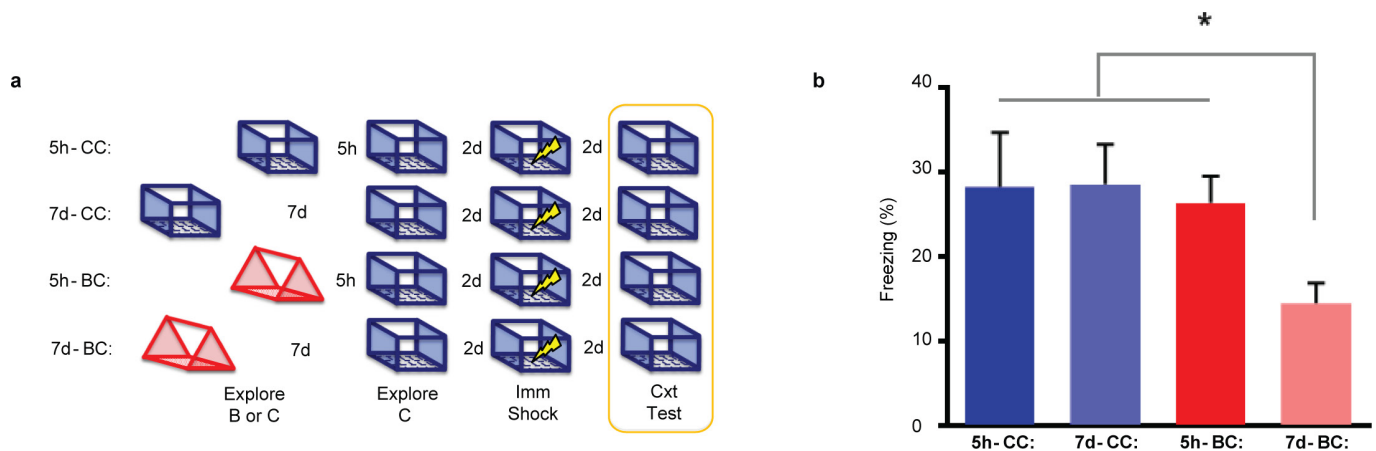 a
5h-CC: 5h 2d 2d
7d-CC: 7d 2d 2d
5h-BC: 5h 2d 2d
7d-BC: 7d 2d 2d
Explore
B or C
Explore
C
Imm
Shock
Cxt
Test
b
*
Freezing (%)
40
30
20
10
0
5h-CC: 7d-CC: 5h-BC: 7d-BC: